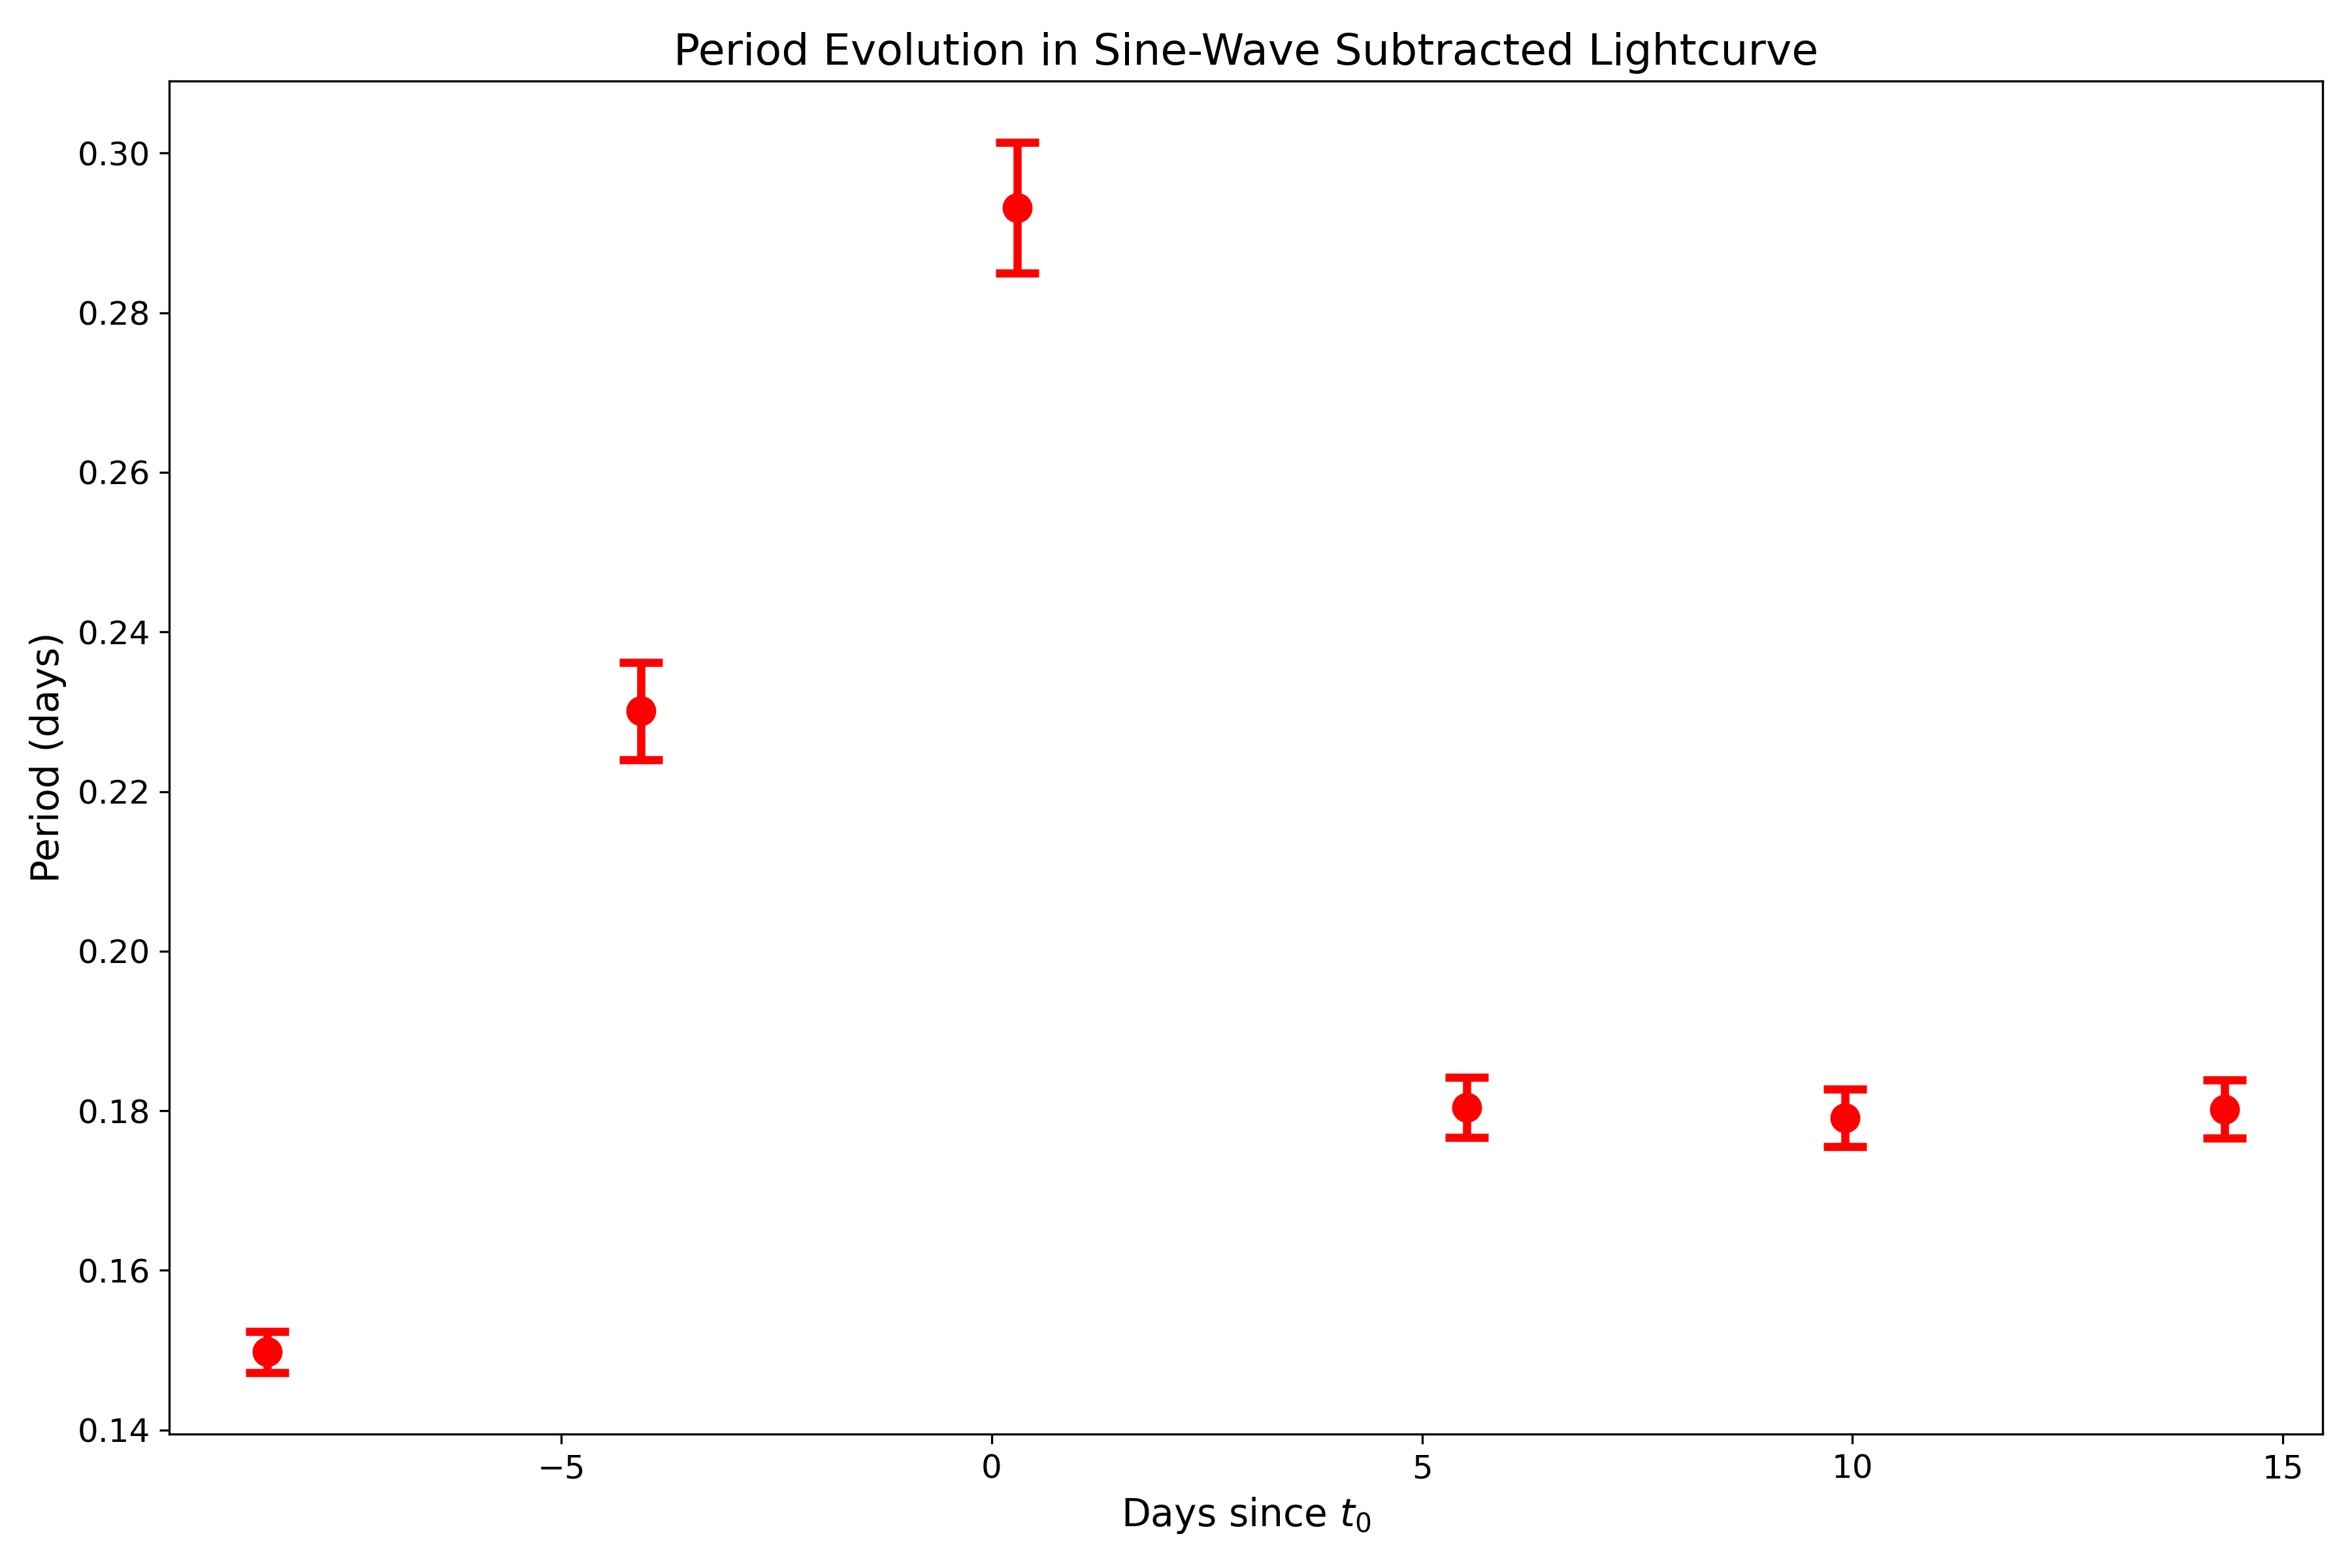 Period Evolution in Sine-Wave Subtracted Lightcurve
0.30
0.28
0.26
0.24
0.22
0.20
0.18
0.16
0.14
Period (days)
−5 0 5 10 15
Days since t₀